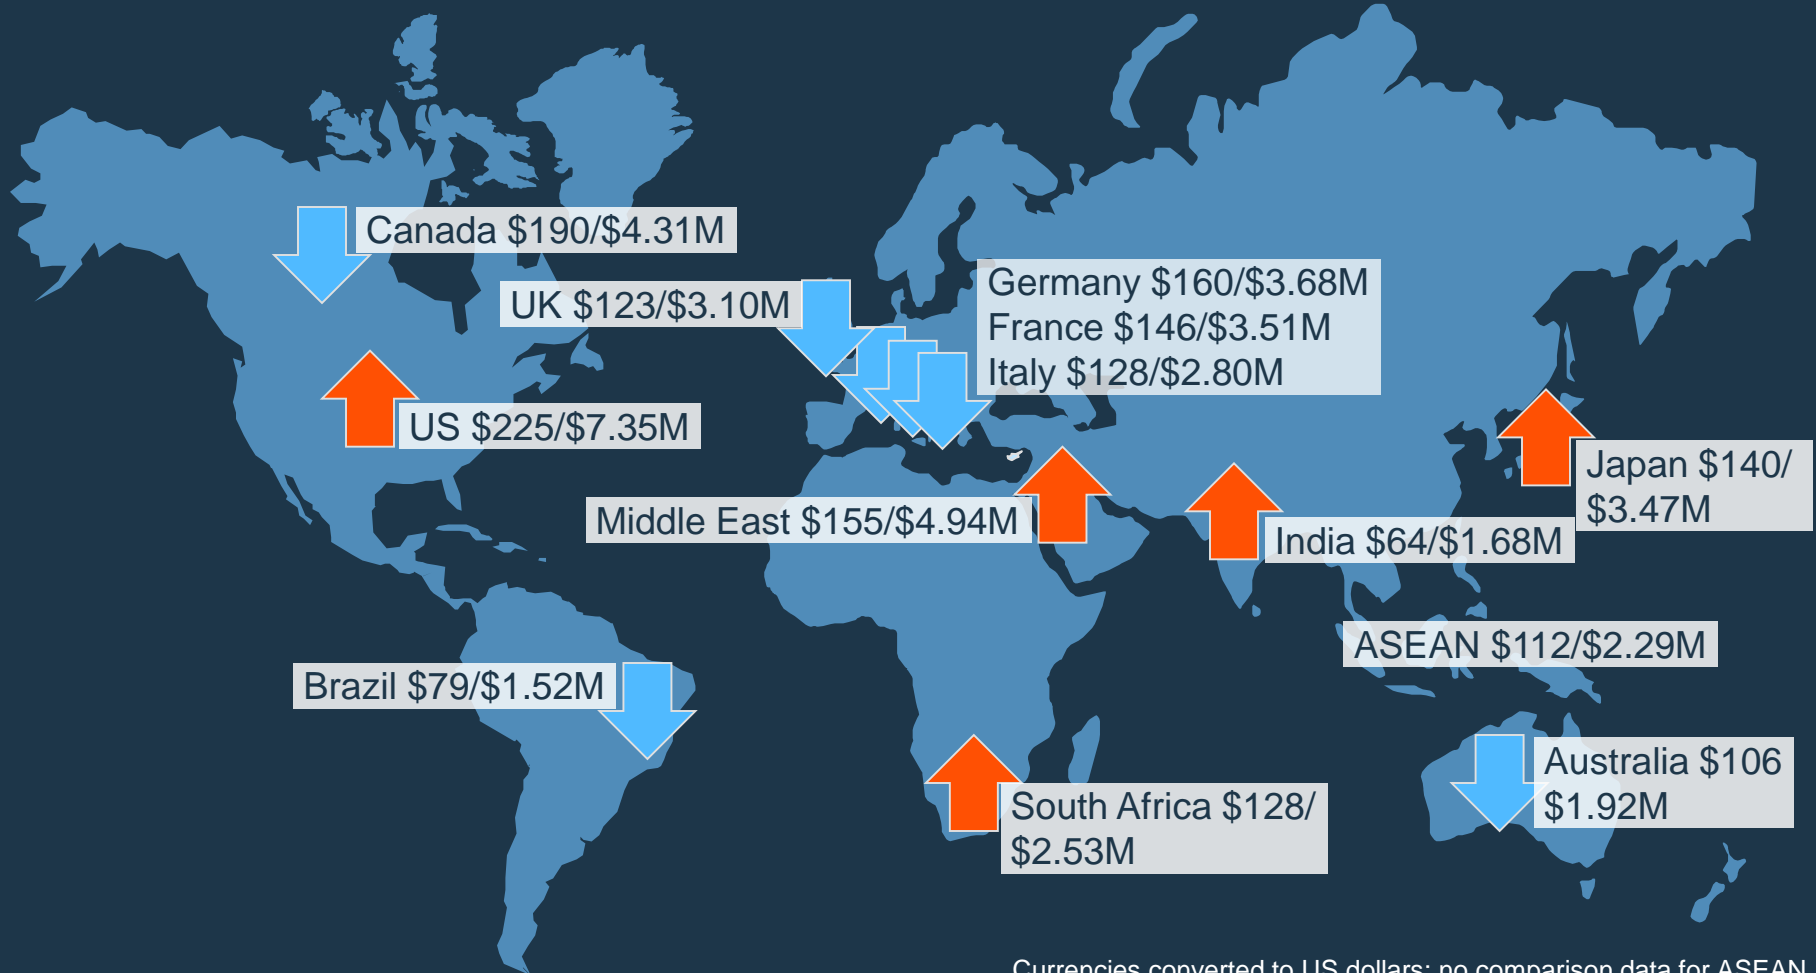 Canada $190/$4.31M
UK $123/$3.10M
Germany $160/$3.68M
France $146/$3.51M
Italy $128/$2.80M
US $225/$7.35M
Japan $140/
$3.47M
Middle East $155/$4.94M
India $64/$1.68M
ASEAN $112/$2.29M
Brazil $79/$1.52M
South Africa $128/
$2.53M
Australia $106
$1.92M
Currencies converted to US dollars; no comparison data for ASEAN